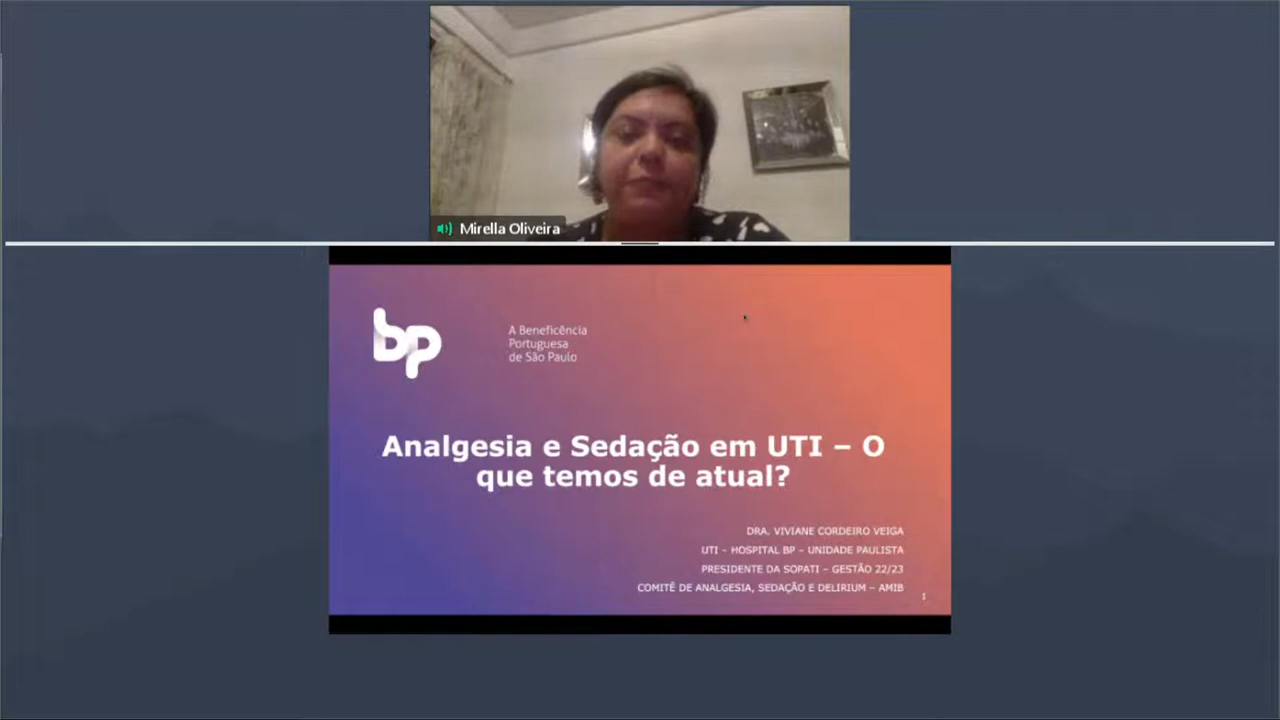 Mirella Oliveira
bp
A Beneficência
Portuguesa
de São Paulo
Analgesia e Sedação em UTI – O
que temos de atual?
DRA. VIVIANE CORDEIRO VEIGA
UTI – HOSPITAL BP – UNIDADE PAULISTA
PRESIDENTE DA SOPATI – GESTÃO 22/23
COMITÊ DE ANALGESIA, SEDAÇÃO E DELIRIUM – AMIB
1